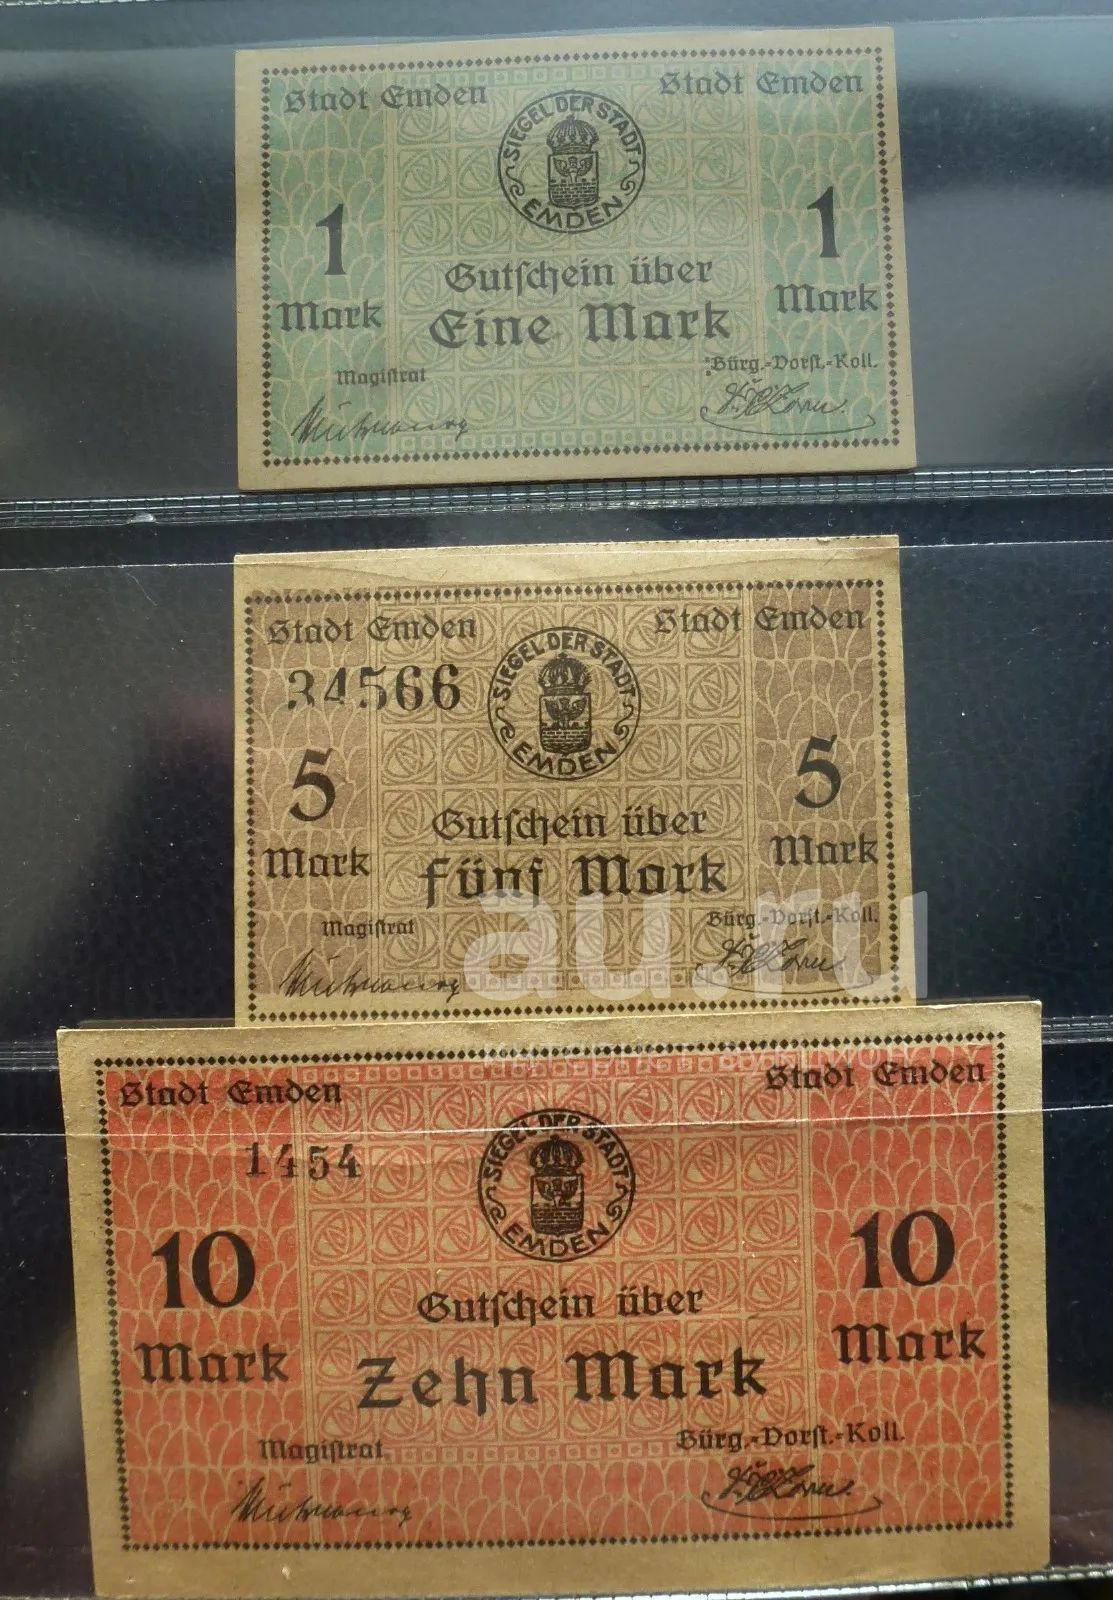 Stadt Emden
Stadt Emden
SIEGEL DER STADT
EMDEN
1
1
Mark
Mark
Gutschein über
Eine Mark
Magistrat
Bürg.-Vorst.-Koll.
Stadt Emden
Stadt Emden
34566
SIEGEL DER STADT
EMDEN
5
5
Mark
Mark
Gutschein über
fünf Mark
Magistrat
Bürg.-Vorst.-Koll.
au.ru
Stadt Emden
Stadt Emden
1454
SIEGEL DER STADT
EMDEN
10
10
Mark
Mark
Gutschein über
Zehn Mark
Magistrat
Bürg.-Vorst.-Koll.